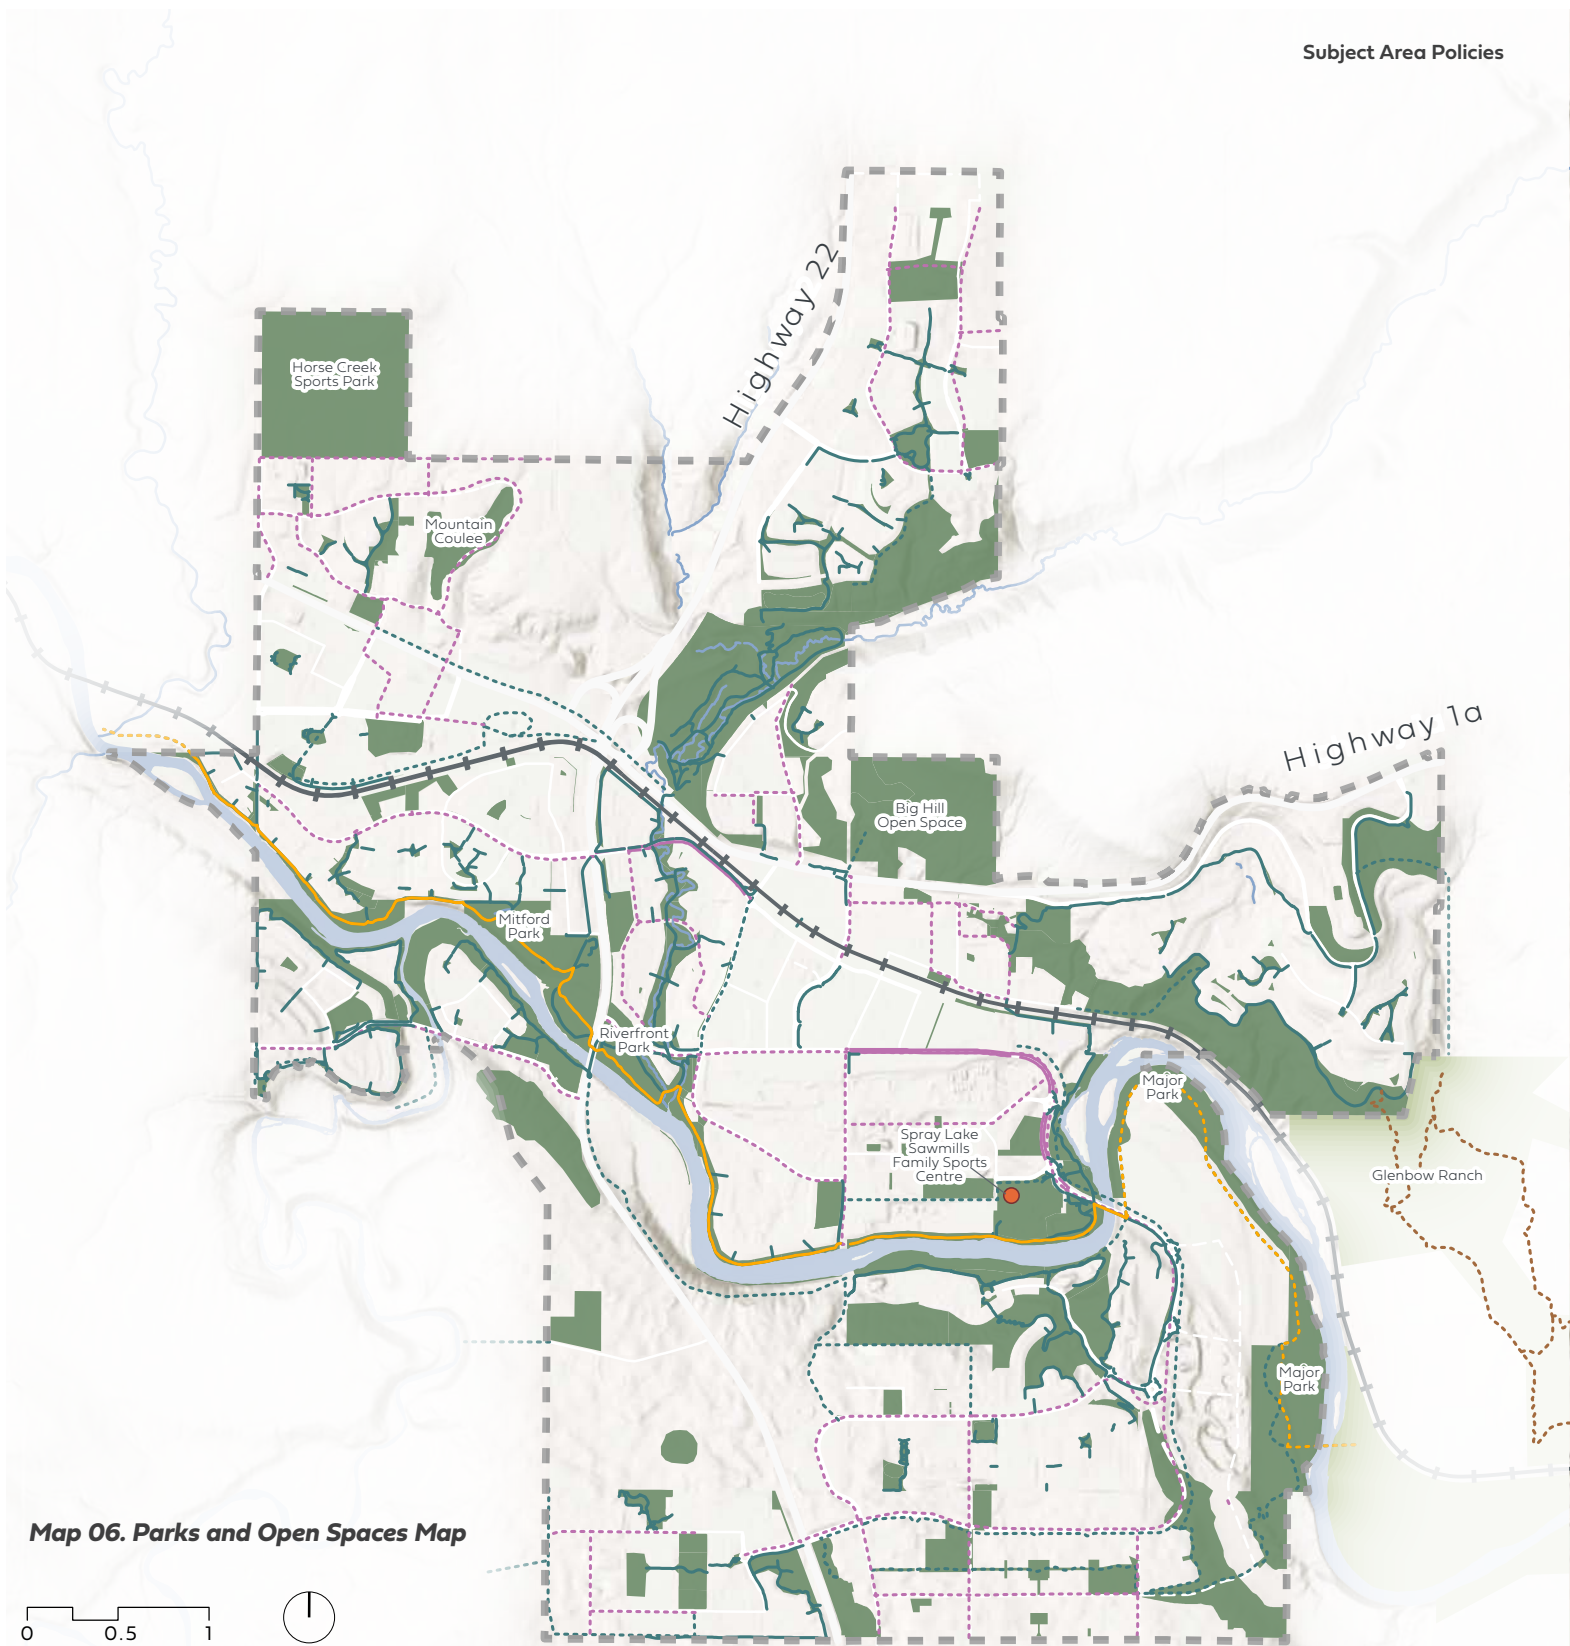 Subject Area Policies
Highway 22
Horse Creek
Sports Park
Mountain
Coulee
Highway 1a
Big Hill
Open Space
Mitford
Park
Riverfront
Park
Major
Park
Spray Lake
Sawmills
Family Sports
Centre
Glenbow Ranch
Major
Park
Map 06. Parks and Open Spaces Map
0 0.5 1